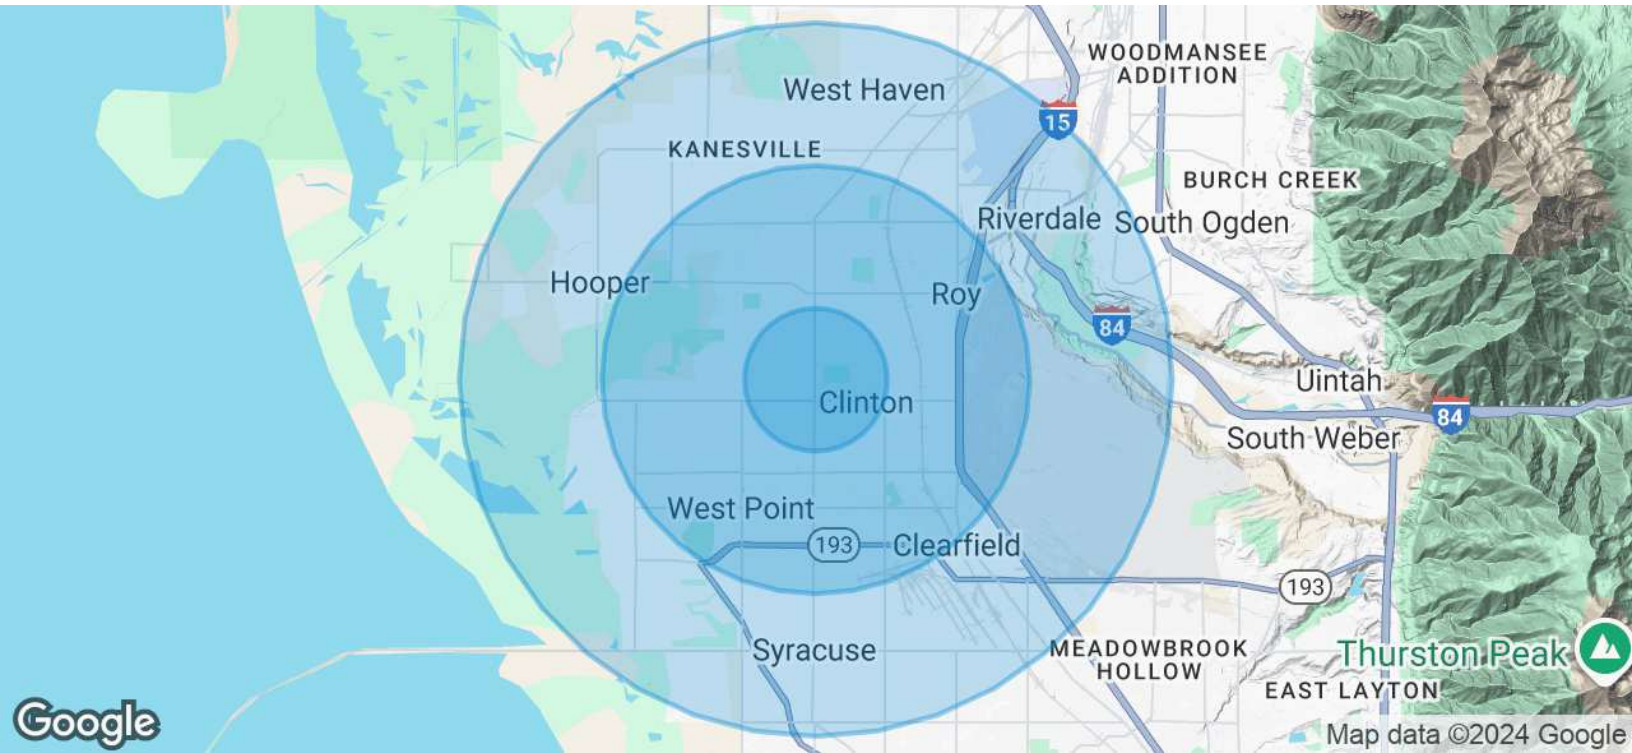 WOODMANSEE
ADDITION
West Haven
15
KANESVILLE
BURCH CREEK
Riverdale
South Ogden
Hooper
Roy
84
Uintah
Clinton
84
South Weber
West Point
193
Clearfield
193
Syracuse
MEADOWBROOK
HOLLOW
Thurston Peak
EAST LAYTON
Google
Map data ©2024 Google